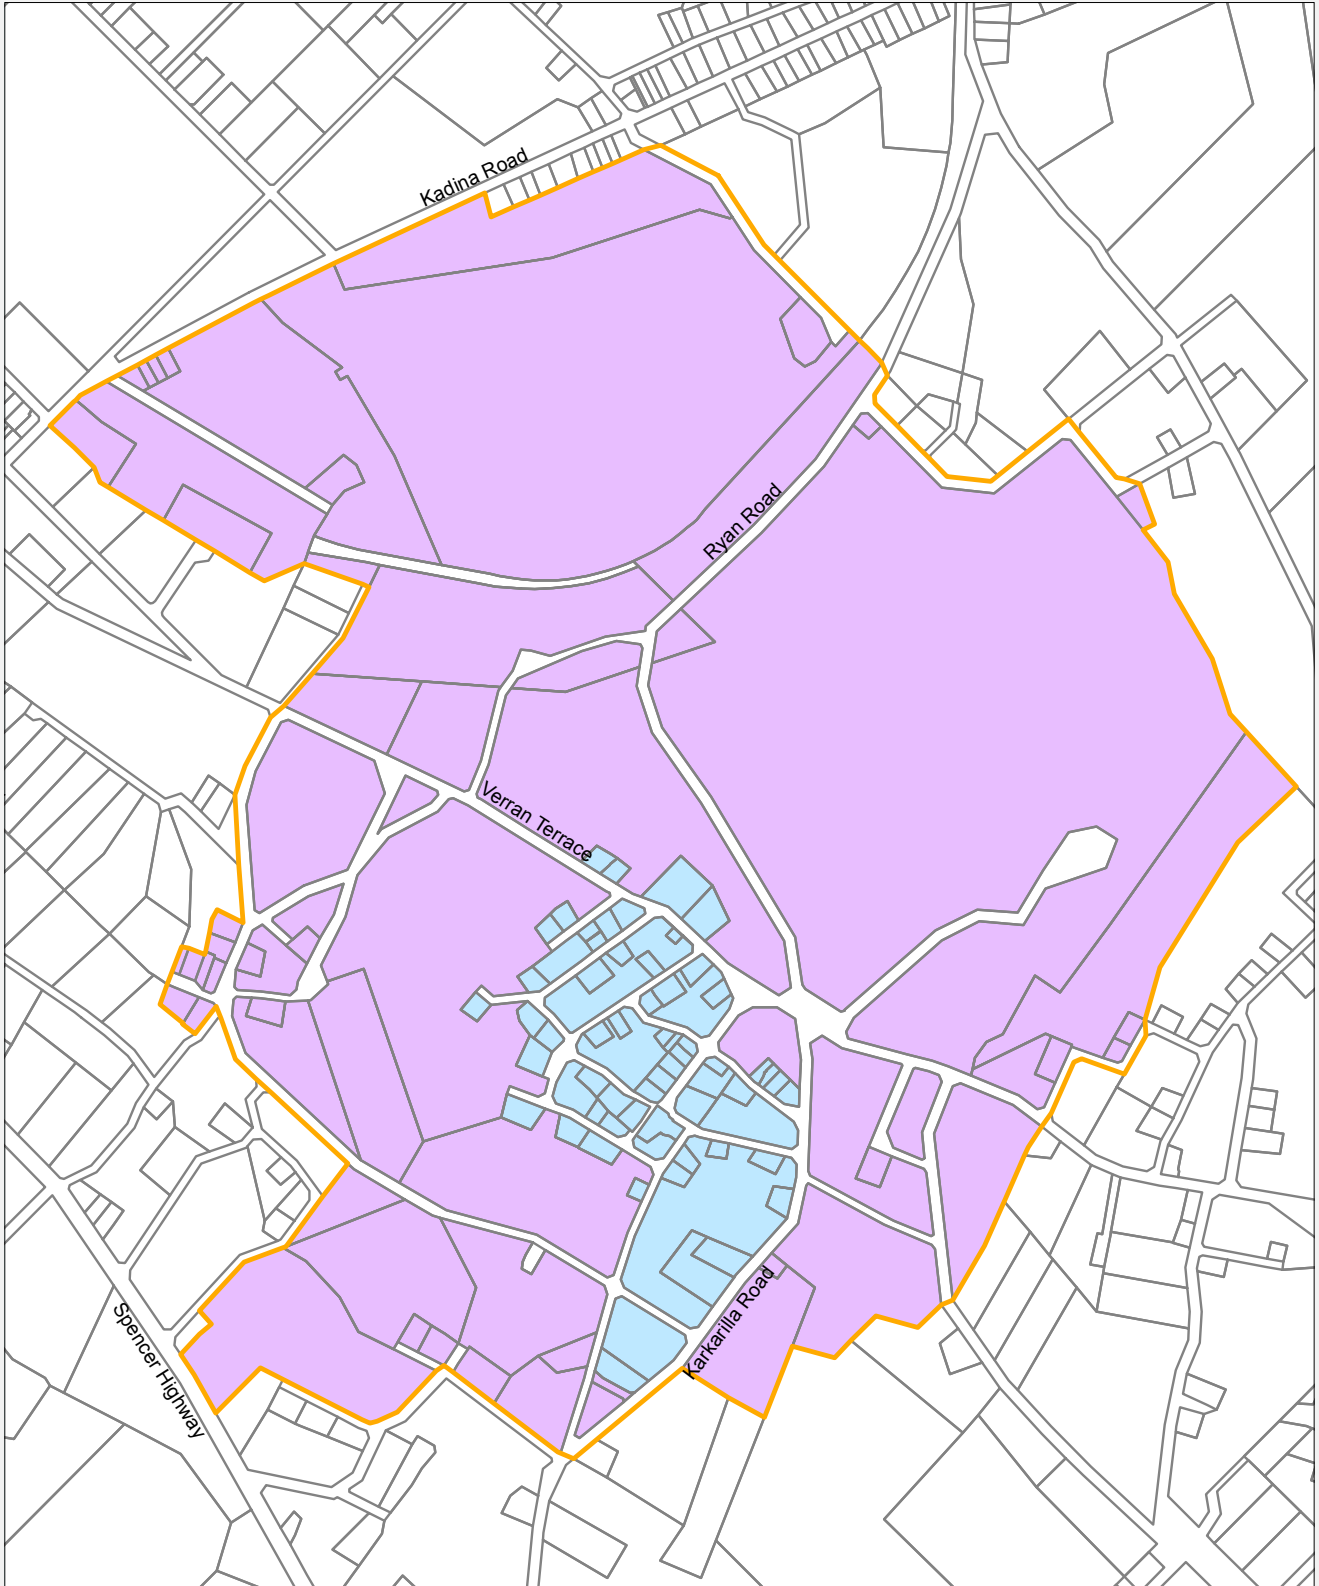 Kadina Road
Ryan Road
Verran Terrace
Karkarilla Road
Spencer Highway